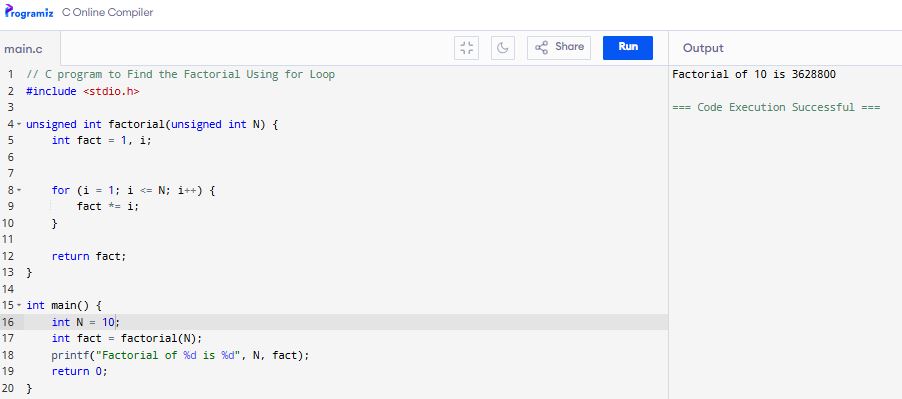 Programiz C Online Compiler
main.c Share Run Output
1 // C program to Find the Factorial Using for Loop
2 #include <stdio.h>
3
4 unsigned int factorial(unsigned int N) {
5 int fact = 1, i;
6
7
8 for (i = 1; i <= N; i++) {
9 fact *= i;
10 }
11
12 return fact;
13 }
14
15 int main() {
16 int N = 10;
17 int fact = factorial(N);
18 printf("Factorial of %d is %d", N, fact);
19 return 0;
20 }
Factorial of 10 is 3628800
=== Code Execution Successful ===